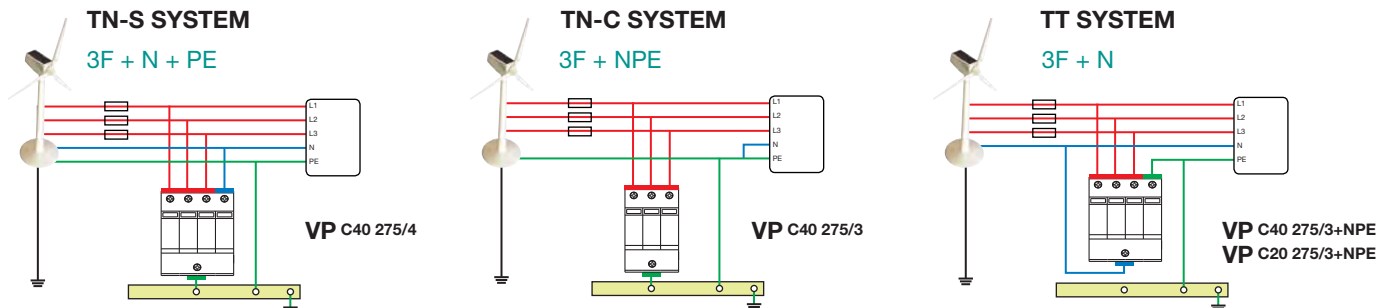 TN-S SYSTEM
3F + N + PE
L1
L2
L3
N
PE
VP C40 275/4
TN-C SYSTEM
3F + NPE
L1
L2
L3
N
PE
VP C40 275/3
TT SYSTEM
3F + N
L1
L2
L3
N
PE
VP C40 275/3+NPE
VP C20 275/3+NPE